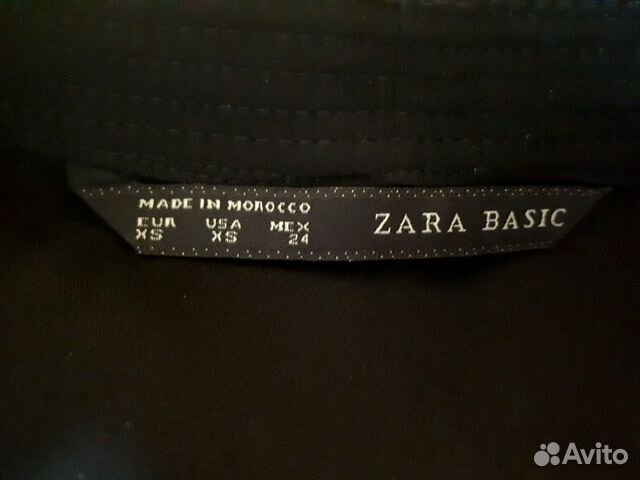 MADE IN MOROCCO
EUR USA MEX
XS XS 24
ZARA BASIC
Avito